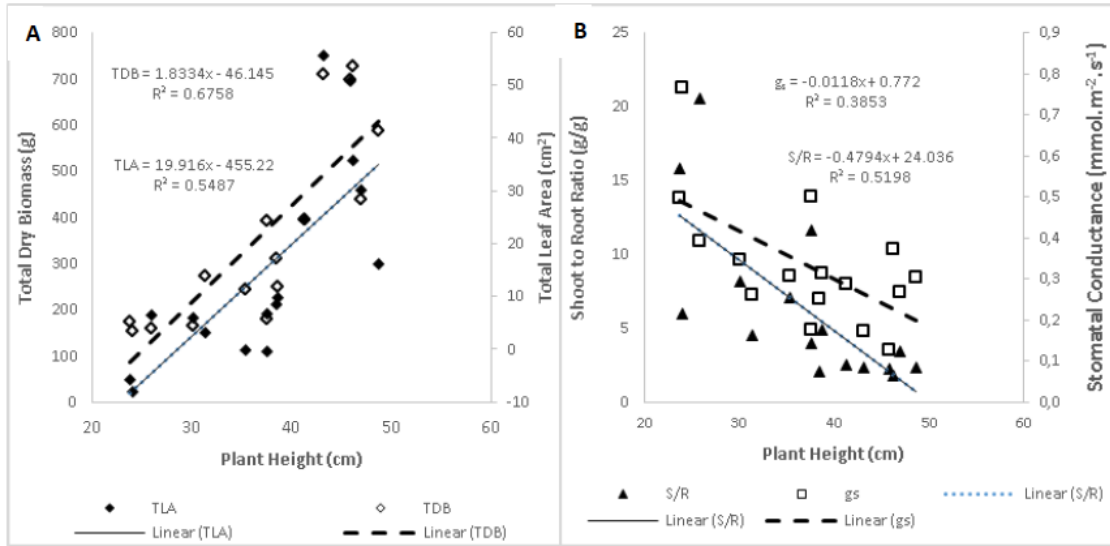 A
Total Dry Biomass (g)
800
700
600
500
400
300
200
100
0
TDB = 1.8334x - 46.145
R² = 0.6758
TLA = 19.916x - 455.22
R² = 0.5487
60
50
40
30
20
10
0
-10
Total Leaf Area (cm²)
20
30
40
50
60
Plant Height (cm)
TLA
TDB
Linear (TLA)
Linear (TDB)
B
Shoot to Root Ratio (g/g)
25
20
15
10
5
0
gs = -0.0118x + 0.772
R² = 0.3853
S/R = -0.4794x + 24.036
R² = 0.5198
0,9
0,8
0,7
0,6
0,5
0,4
0,3
0,2
0,1
0,0
Stomatal Conductance (mmol.m⁻².s⁻¹)
20
30
40
50
60
Plant Height (cm)
S/R
gs
Linear (S/R)
Linear (S/R)
Linear (gs)